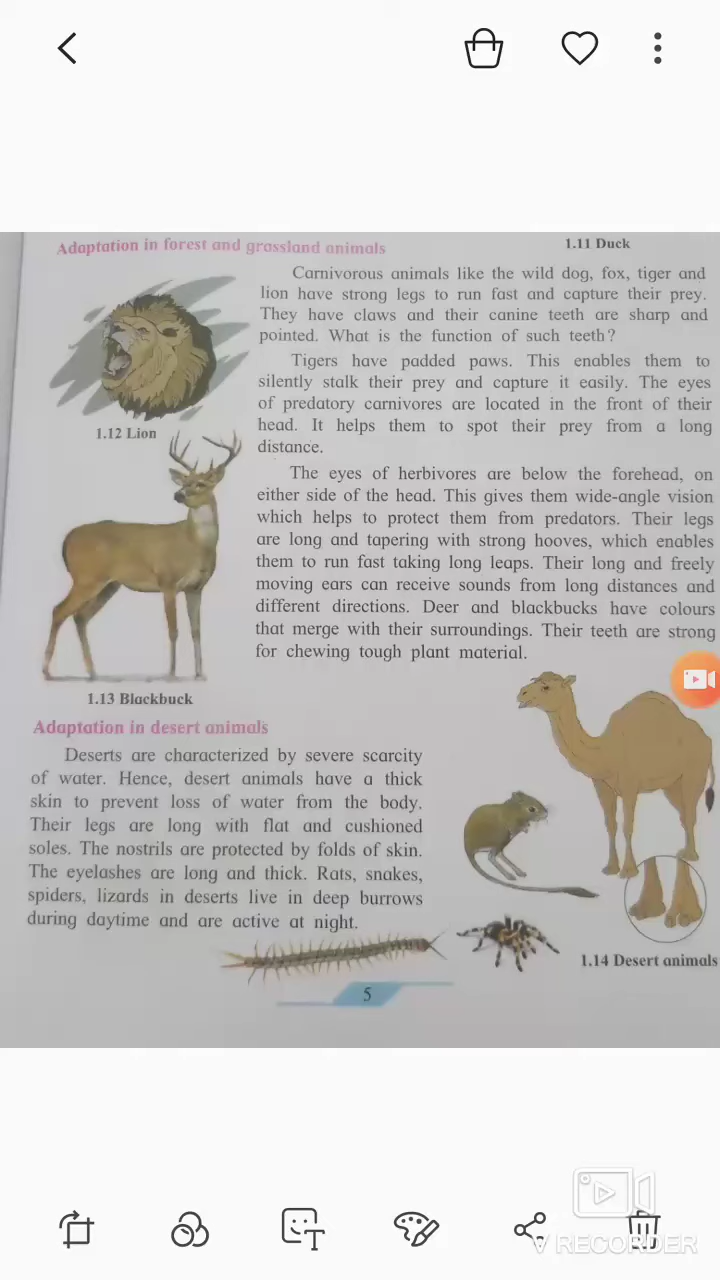 Adaptation in forest and grassland animals
1.11 Duck
Carnivorous animals like the wild dog, fox, tiger and
lion have strong legs to run fast and capture their prey.
They have claws and their canine teeth are sharp and
pointed. What is the function of such teeth?
Tigers have padded paws. This enables them to
silently stalk their prey and capture it easily. The eyes
of predatory carnivores are located in the front of their
head. It helps them to spot their prey from a long
distance.
1.12 Lion
The eyes of herbivores are below the forehead, on
either side of the head. This gives them wide-angle vision
which helps to protect them from predators. Their legs
are long and tapering with strong hooves, which enables
them to run fast taking long leaps. Their long and freely
moving ears can receive sounds from long distances and
different directions. Deer and blackbucks have colours
that merge with their surroundings. Their teeth are strong
for chewing tough plant material.
1.13 Blackbuck
Adaptation in desert animals
Deserts are characterized by severe scarcity
of water. Hence, desert animals have a thick
skin to prevent loss of water from the body.
Their legs are long with flat and cushioned
soles. The nostrils are protected by folds of skin.
The eyelashes are long and thick. Rats, snakes,
spiders, lizards in deserts live in deep burrows
during daytime and are active at night.
1.14 Desert animals
5
T
V RECORDER